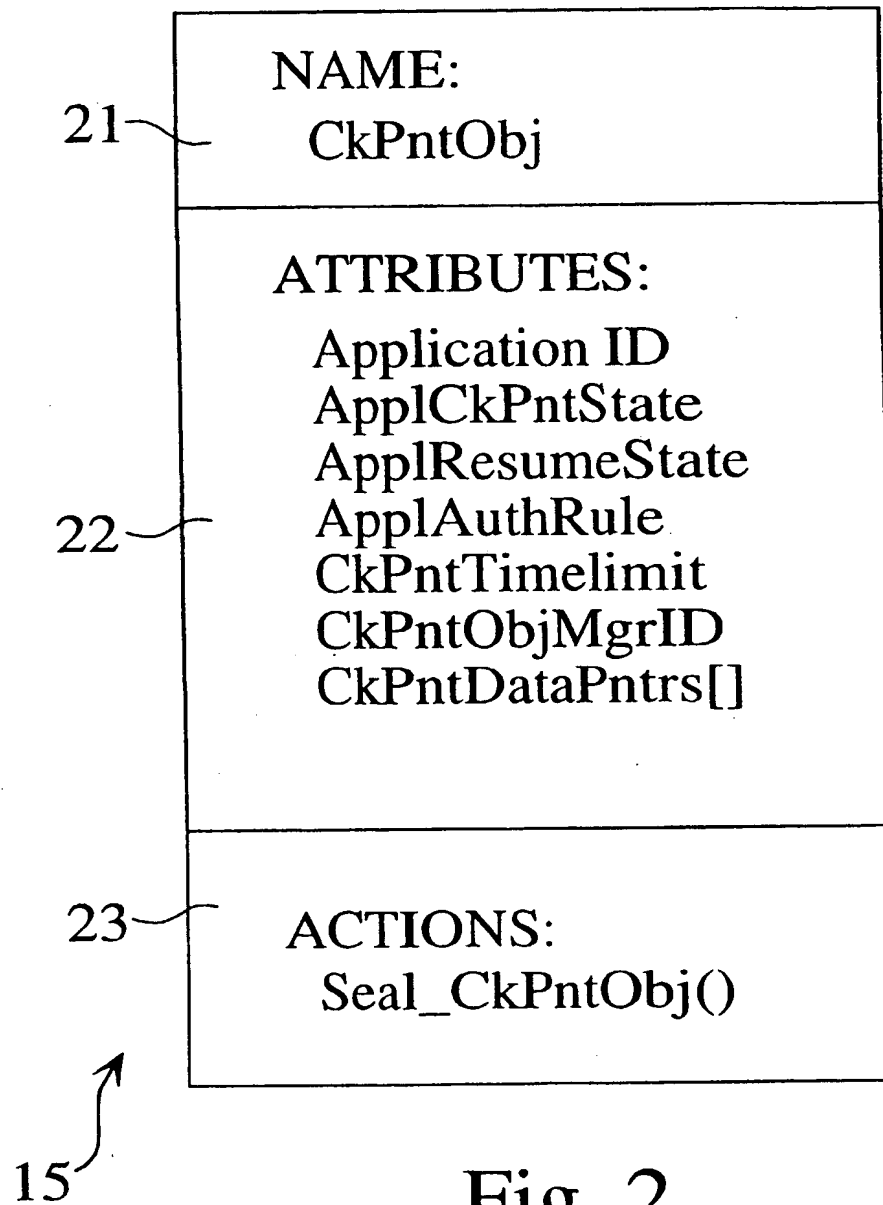 NAME:
21
CkPntObj
ATTRIBUTES:
Application ID
ApplCkPntState
ApplResumeState
22
ApplAuthRule
CkPntTimelimit
CkPntObjMgrID
CkPntDataPntrs[]
23
ACTIONS:
Seal_CkPntObj()
15
Fig. 2